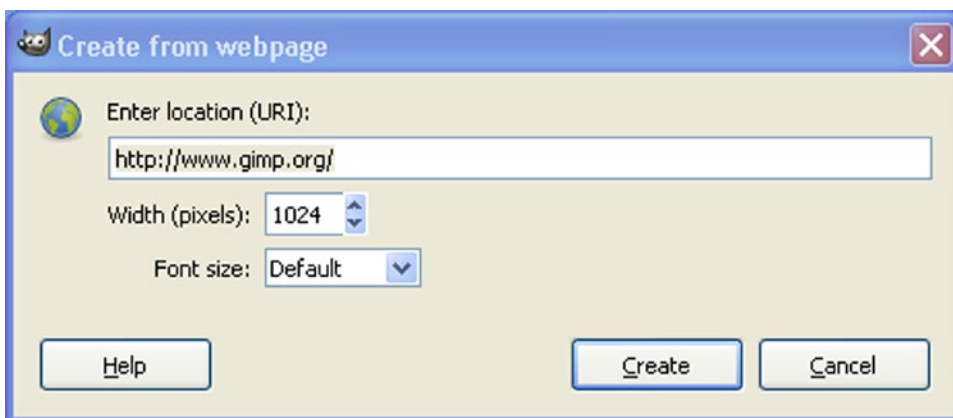 Create from webpage
Enter location (URI):
http://www.gimp.org/
Width (pixels): 1024
Font size: Default
Help Create Cancel